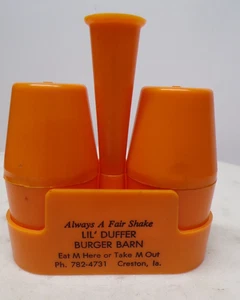 Always A Fair Shake
LIL' DUFFER
BURGER BARN
Eat M Here or Take M Out
Ph. 782-4731 Creston, Ia.